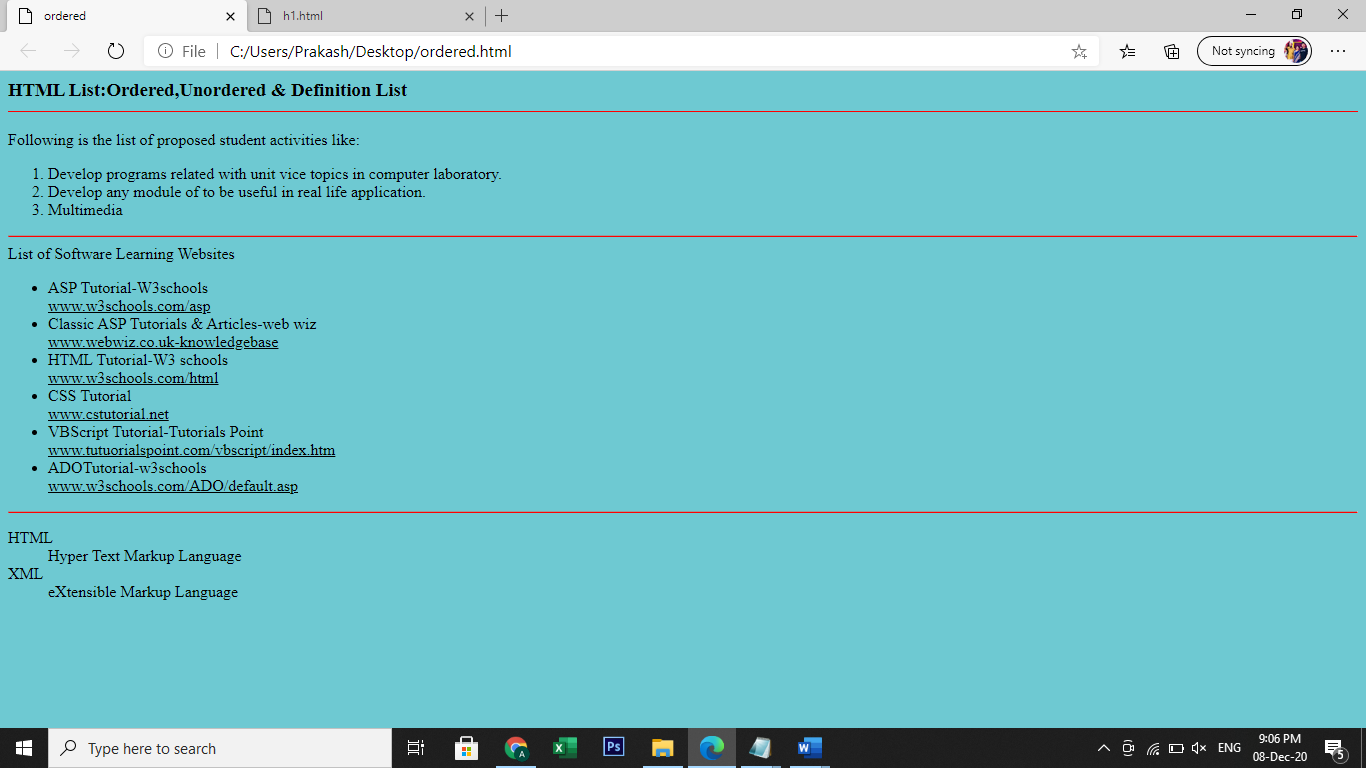 ordered
h1.html
File
C:/Users/Prakash/Desktop/ordered.html
Not syncing
HTML List:Ordered,Unordered & Definition List
Following is the list of proposed student activities like:
1. Develop programs related with unit vice topics in computer laboratory.
2. Develop any module of to be useful in real life application.
3. Multimedia
List of Software Learning Websites
• ASP Tutorial-W3schools
www.w3schools.com/asp
• Classic ASP Tutorials & Articles-web wiz
www.webwiz.co.uk-knowledgebase
• HTML Tutorial-W3 schools
www.w3schools.com/html
• CSS Tutorial
www.cstutorial.net
• VBScript Tutorial-Tutorials Point
www.tutuorialspoint.com/vbscript/index.htm
• ADOTutorial-w3schools
www.w3schools.com/ADO/default.asp
HTML
Hyper Text Markup Language
XML
eXtensible Markup Language
Type here to search
A
Ps
ENG
9:06 PM
08-Dec-20
5